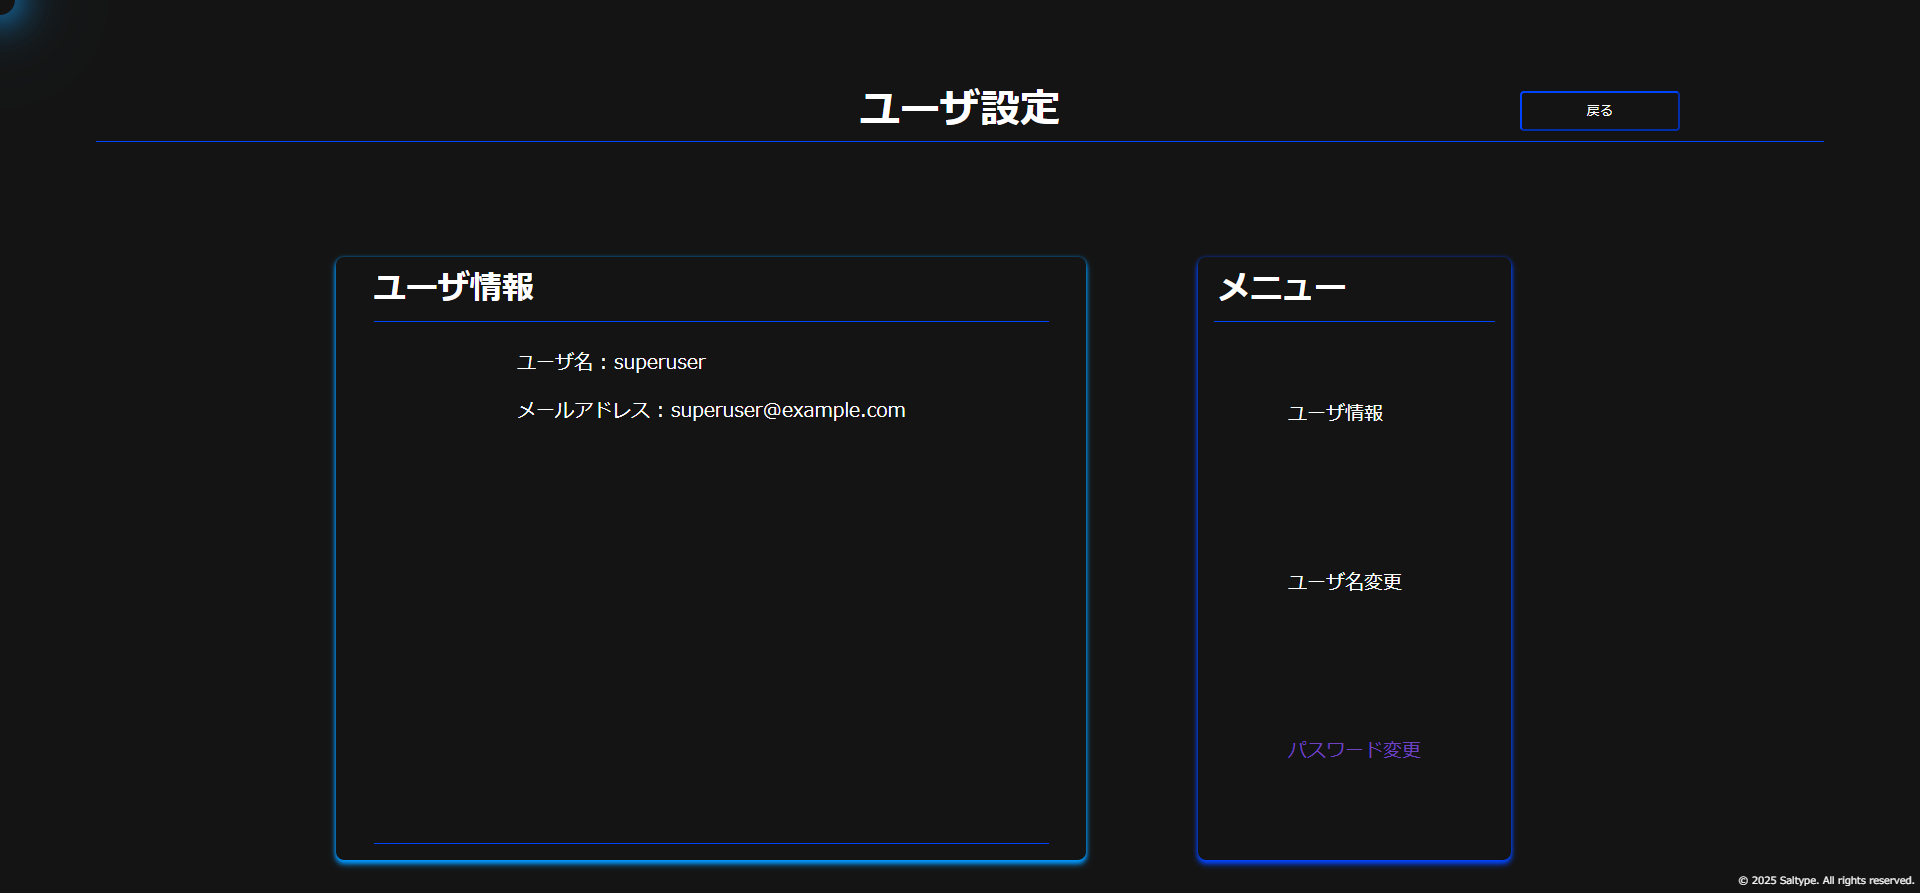 ユーザ設定
戻る
ユーザ情報
ユーザ名：superuser
メールアドレス：superuser@example.com
メニュー
ユーザ情報
ユーザ名変更
パスワード変更
© 2025 Saltype. All rights reserved.